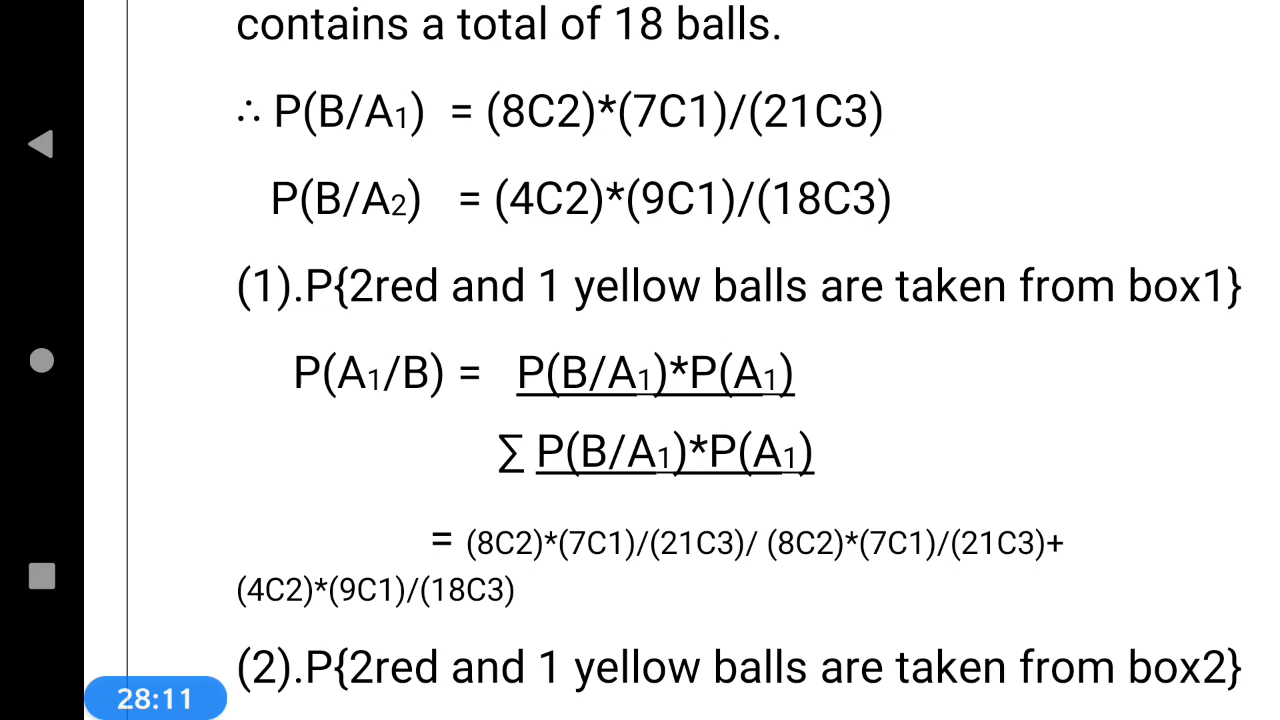 contains a total of 18 balls.
∴ P(B/A₁) = (8C2)*(7C1)/(21C3)
P(B/A₂) = (4C2)*(9C1)/(18C3)
(1).P{2red and 1 yellow balls are taken from box1}
P(A₁/B) = P(B/A₁)*P(A₁)
∑ P(B/A₁)*P(A₁)
= (8C2)*(7C1)/(21C3)/ (8C2)*(7C1)/(21C3)+
(4C2)*(9C1)/(18C3)
(2).P{2red and 1 yellow balls are taken from box2}
28:11